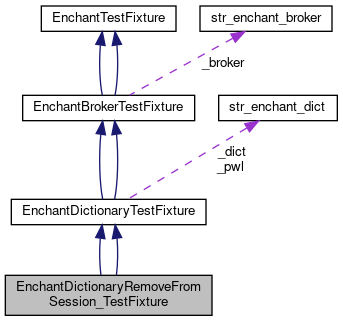 EnchantTestFixture
str_enchant_broker
_broker
EnchantBrokerTestFixture
str_enchant_dict
_dict
_pwl
EnchantDictionaryTestFixture
EnchantDictionaryRemoveFrom
Session_TestFixture